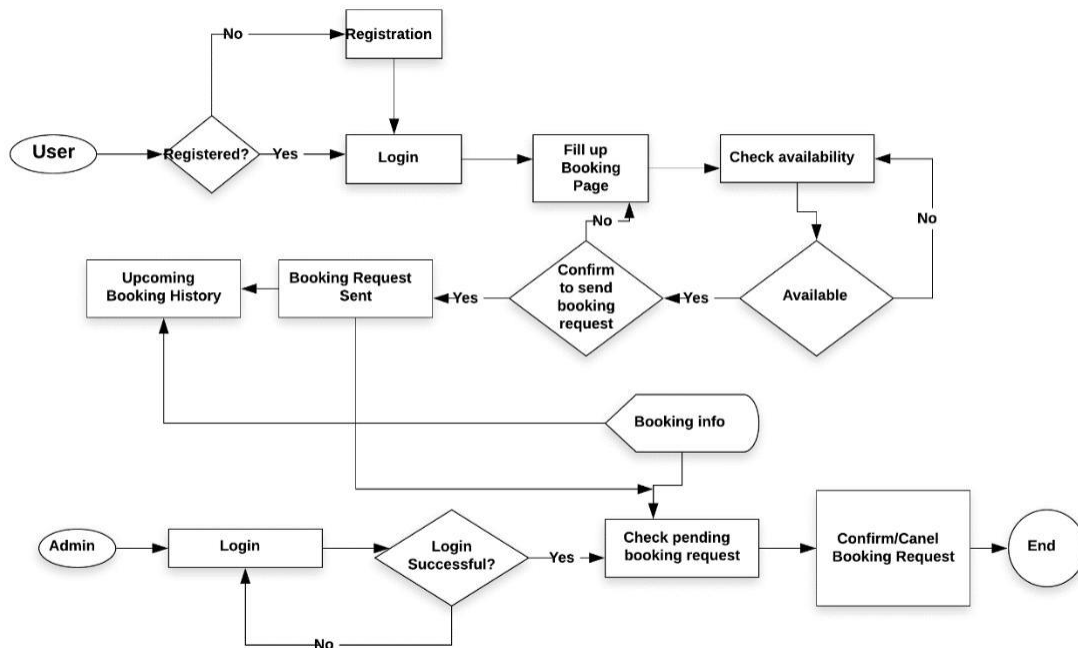 No
Registration
User
Registered?
Yes
Login
Fill up
Booking
Page
Check availability
No
No
Upcoming
Booking History
Booking Request
Sent
Yes
Confirm
to send
booking
request
Yes
Available
Booking info
Admin
Login
Login
Successful?
Yes
Check pending
booking request
Confirm/Canel
Booking Request
End
No